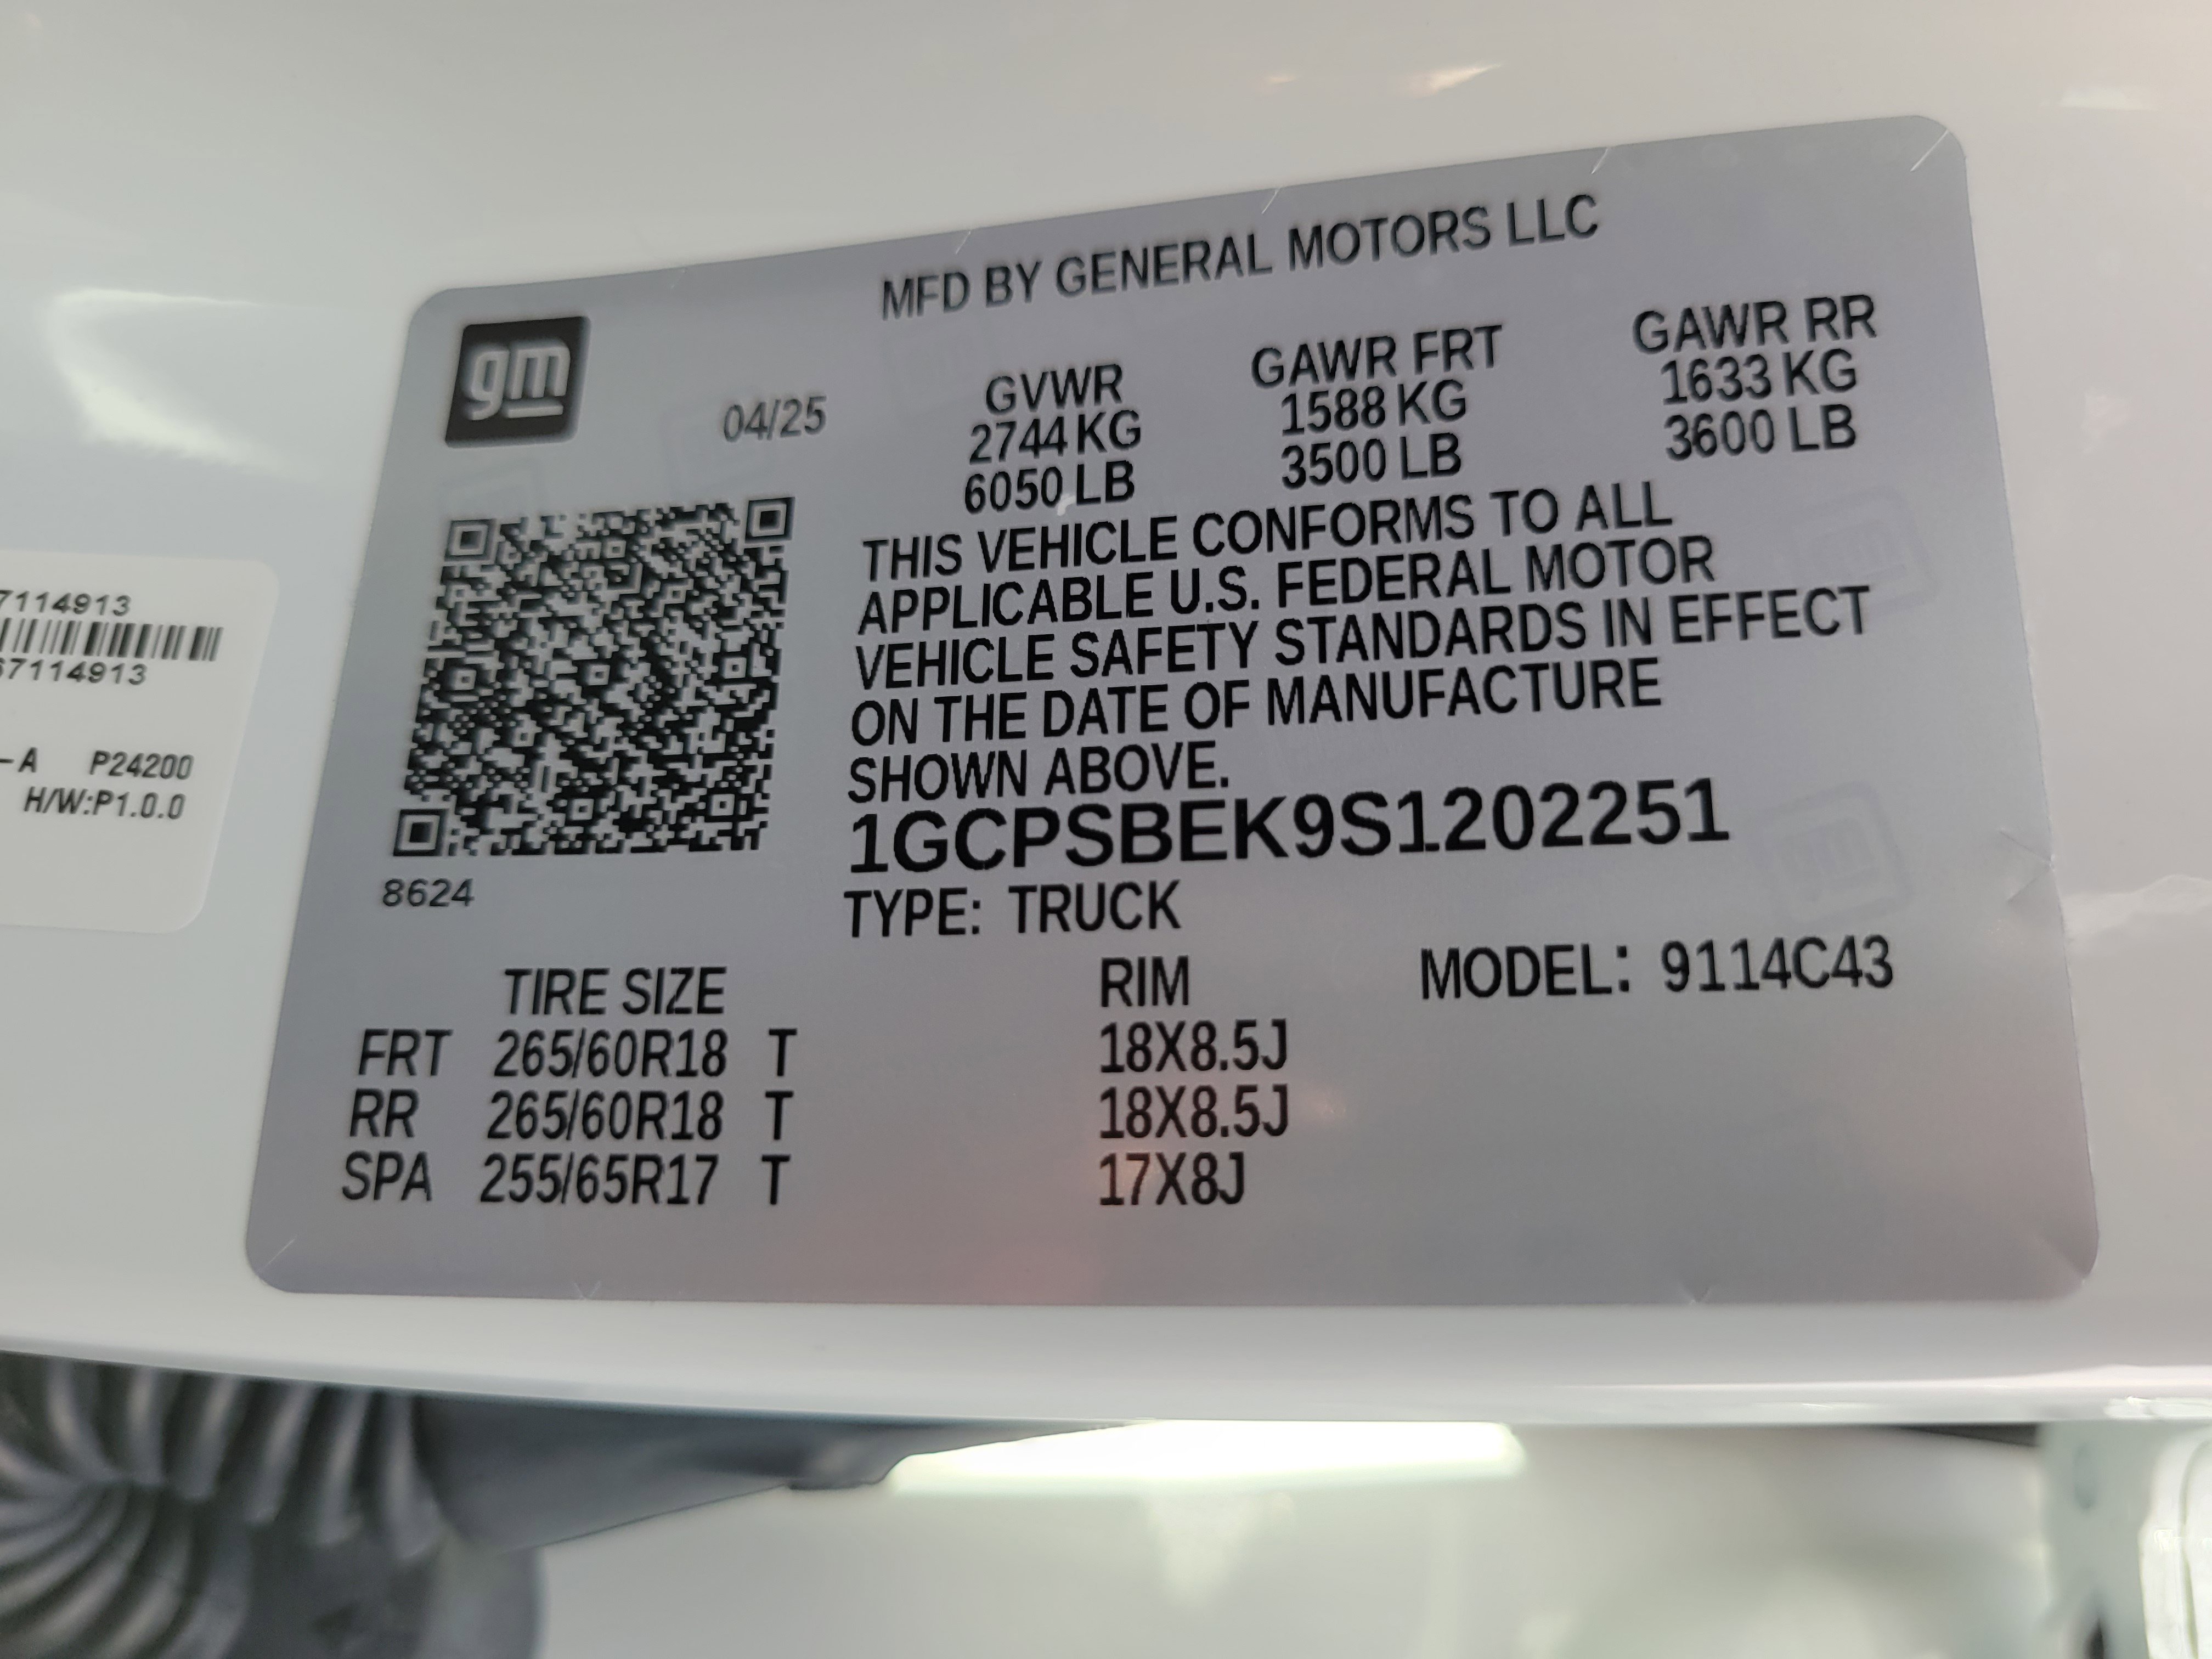 MFD BY GENERAL MOTORS LLC
gm
04/25
GVWR GAWR FRT GAWR RR
2744 KG 1588 KG 1633 KG
6050 LB 3500 LB 3600 LB
THIS VEHICLE CONFORMS TO ALL
APPLICABLE U.S. FEDERAL MOTOR
VEHICLE SAFETY STANDARDS IN EFFECT
ON THE DATE OF MANUFACTURE
SHOWN ABOVE.
1GCPSBEK9S1202251
8624
TYPE: TRUCK
TIRE SIZE RIM MODEL: 9114C43
FRT 265/60R18 T 18X8.5J
RR 265/60R18 T 18X8.5J
SPA 255/65R17 T 17X8J
7114913
67114913
-A P24200
H/W:P1.0.0